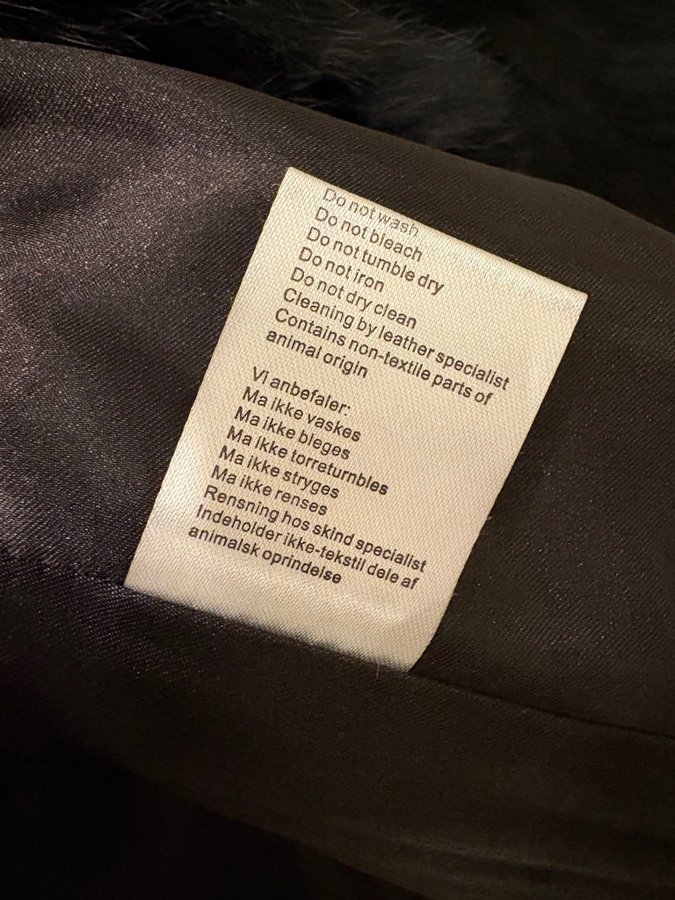 Do not wash
Do not bleach
Do not tumble dry
Do not iron
Do not dry clean
Cleaning by leather specialist
Contains non-textile parts of
animal origin
Vi anbefaler:
Ma ikke vaskes
Ma ikke bleges
Ma ikke torreturnbles
Ma ikke stryges
Ma ikke renses
Rensning hos skind specialist
Indeholder ikke-tekstil dele af
animalsk oprindelse